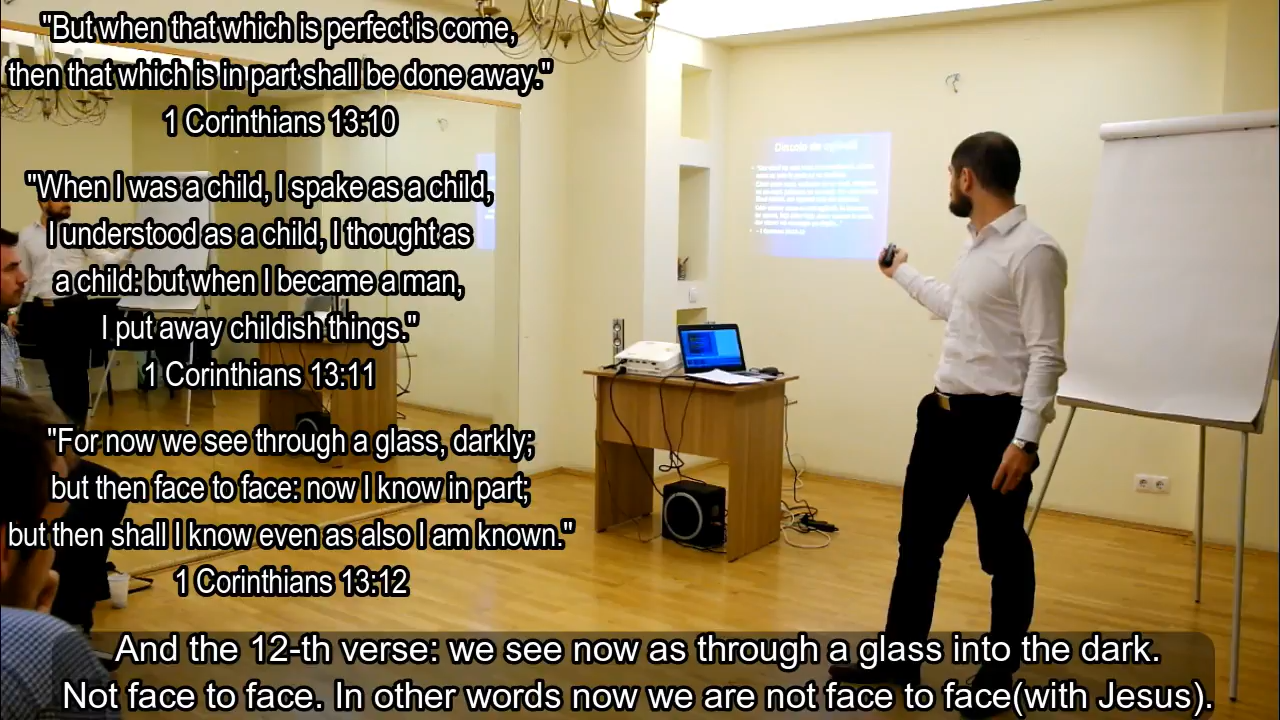 "But when that which is perfect is come,
then that which is in part shall be done away."
1 Corinthians 13:10
"When I was a child, I spake as a child,
I understood as a child, I thought as
a child: but when I became a man,
I put away childish things."
1 Corinthians 13:11
"For now we see through a glass, darkly;
but then face to face: now I know in part;
but then shall I know even as also I am known."
1 Corinthians 13:12
And the 12-th verse: we see now as through a glass into the dark.
Not face to face. In other words now we are not face to face(with Jesus).